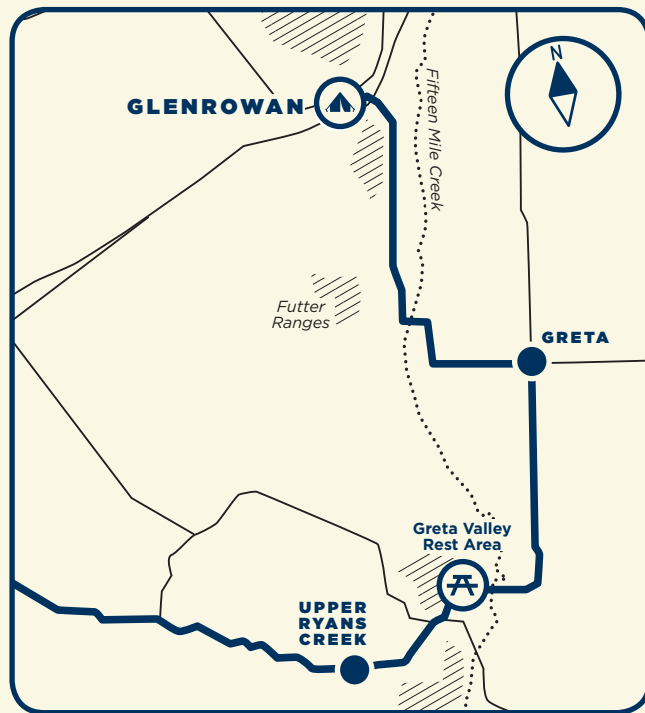 N
GLENROWAN
Fifteen Mile Creek
Futter
Ranges
GRETA
Greta Valley
Rest Area
UPPER
RYANS
CREEK